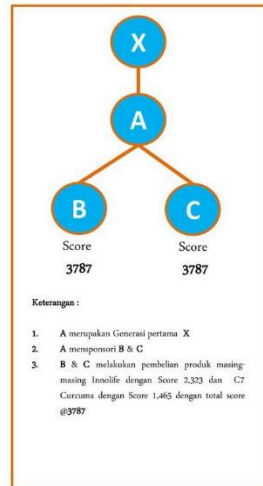 X
A
B C
Score Score
3787 3787
Keterangan :
1. A merupakan Generasi pertama X
2. A mensponsori B & C
3. B & C melakukan pembelian produk masing-
masing Innolife dengan Score 2,323 dan C7
Curcuma dengan Score 1,465 dengan total score
@3787